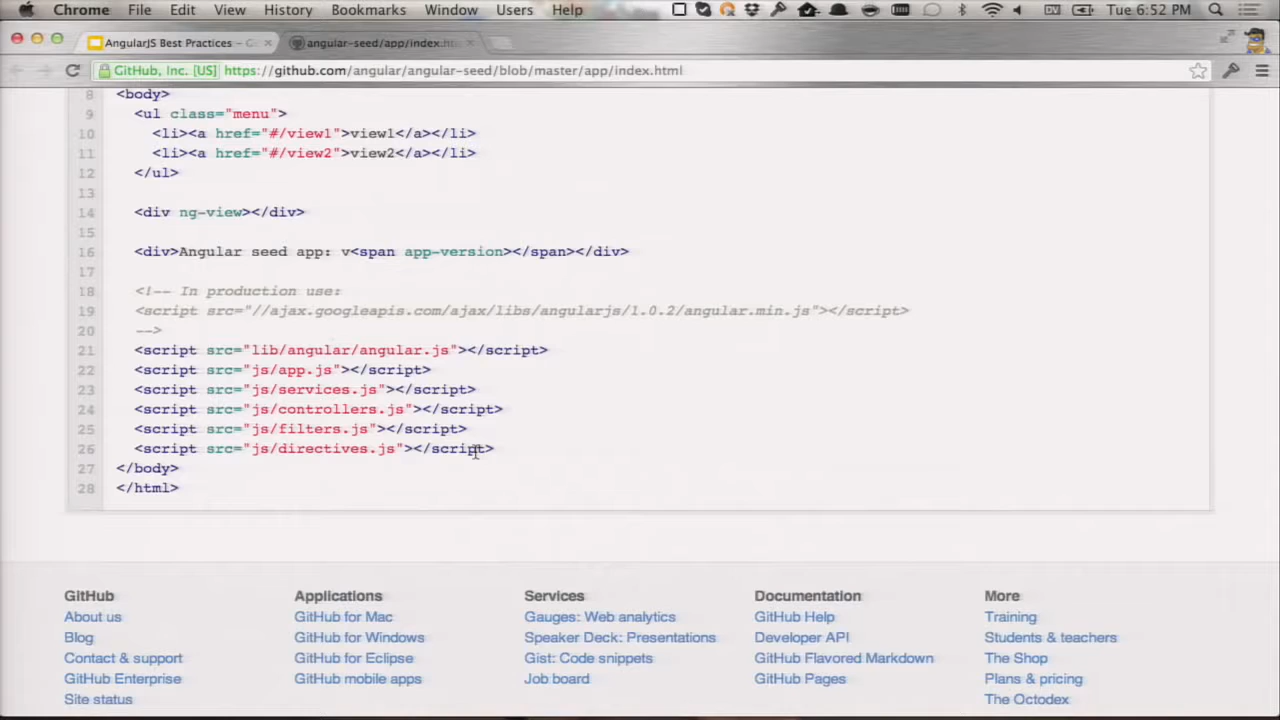 Chrome File Edit View History Bookmarks Window Users Help Tue 6:52 PM
AngularJS Best Practices – G
angular-seed/app/index.ht
GitHub, Inc. [US] https://github.com/angular/angular-seed/blob/master/app/index.html
8 <body>
9 <ul class="menu">
10 <li><a href="#/view1">view1</a></li>
11 <li><a href="#/view2">view2</a></li>
12 </ul>
13
14 <div ng-view></div>
15
16 <div>Angular seed app: v<span app-version></span></div>
17
18 <!-- In production use:
19 <script src="//ajax.googleapis.com/ajax/libs/angularjs/1.0.2/angular.min.js"></script>
20 -->
21 <script src="lib/angular/angular.js"></script>
22 <script src="js/app.js"></script>
23 <script src="js/services.js"></script>
24 <script src="js/controllers.js"></script>
25 <script src="js/filters.js"></script>
26 <script src="js/directives.js"></script>
27 </body>
28 </html>
GitHub
About us
Blog
Contact & support
GitHub Enterprise
Site status
Applications
GitHub for Mac
GitHub for Windows
GitHub for Eclipse
GitHub mobile apps
Services
Gauges: Web analytics
Speaker Deck: Presentations
Gist: Code snippets
Job board
Documentation
GitHub Help
Developer API
GitHub Flavored Markdown
GitHub Pages
More
Training
Students & teachers
The Shop
Plans & pricing
The Octodex